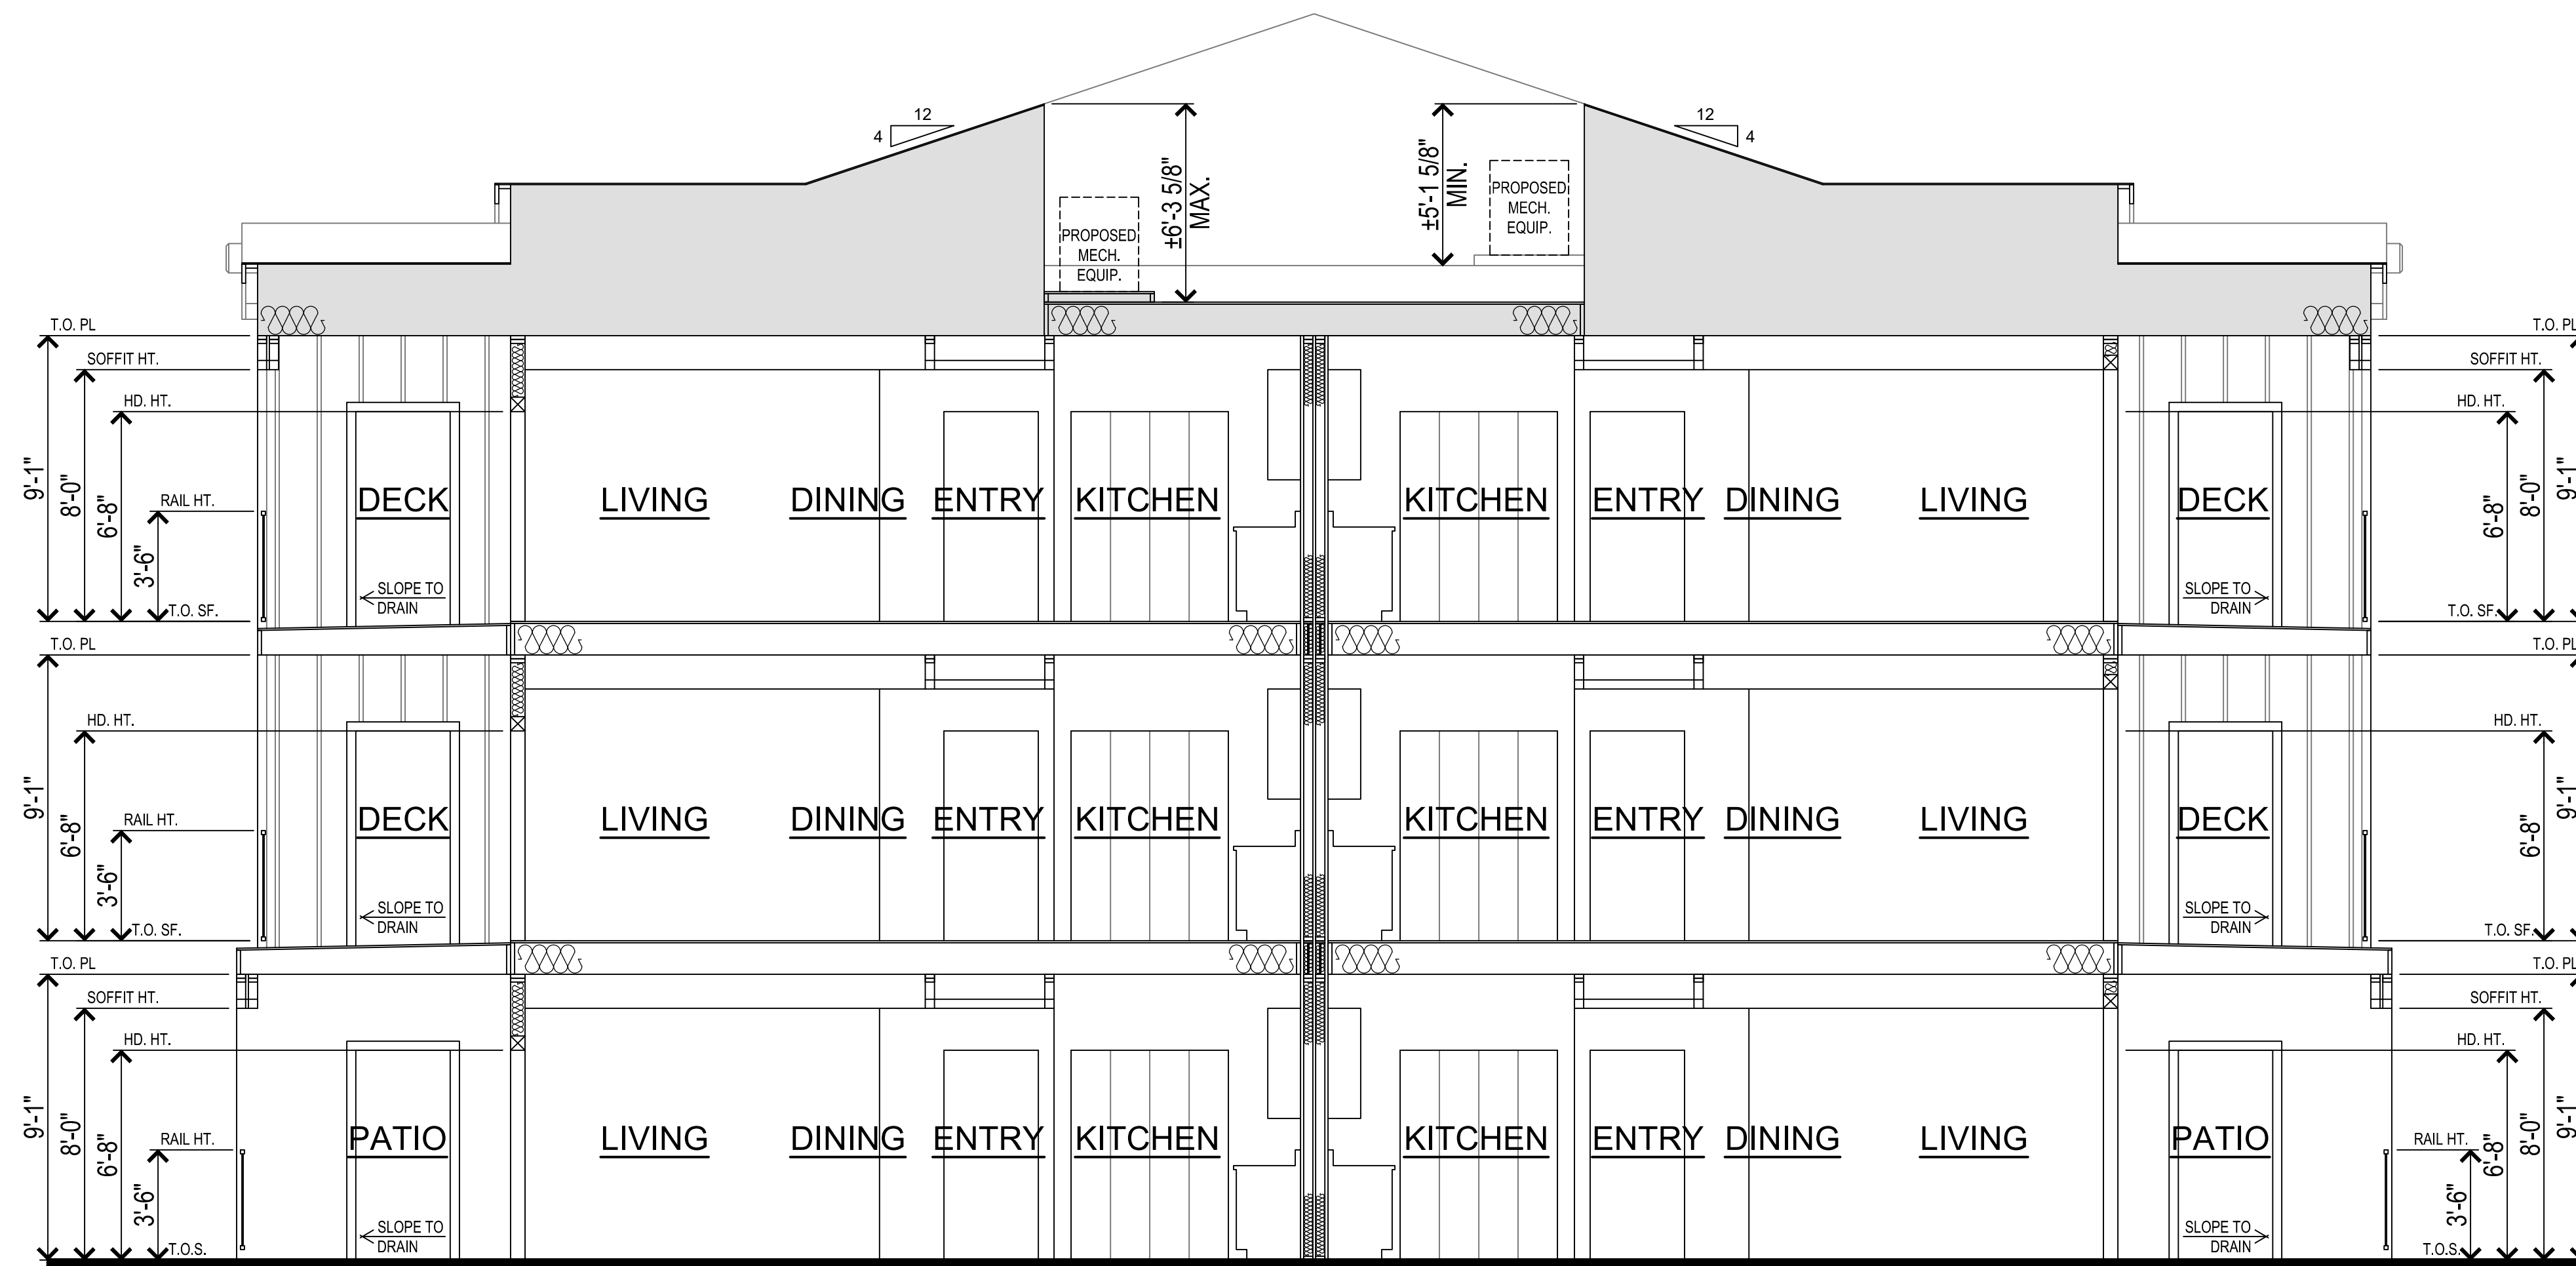 12
4
12
4
±6'-3 5/8"
MAX.
±5'-1 5/8"
MIN.
PROPOSED
MECH.
EQUIP.
PROPOSED
MECH.
EQUIP.
T.O. PL
SOFFIT HT.
HD. HT.
RAIL HT.
T.O. SF.
9'-1"
8'-0"
6'-8"
3'-6"
DECK
LIVING
DINING
ENTRY
KITCHEN
KITCHEN
ENTRY
DINING
LIVING
DECK
SLOPE TO
DRAIN
SLOPE TO
DRAIN
T.O. PL
SOFFIT HT.
HD. HT.
T.O. SF.
6'-8"
8'-0"
9'-1"
T.O. PL
HD. HT.
RAIL HT.
T.O. SF.
9'-1"
6'-8"
3'-6"
DECK
LIVING
DINING
ENTRY
KITCHEN
KITCHEN
ENTRY
DINING
LIVING
DECK
SLOPE TO
DRAIN
SLOPE TO
DRAIN
T.O. PL
HD. HT.
T.O. SF.
6'-8"
9'-1"
T.O. PL
SOFFIT HT.
HD. HT.
RAIL HT.
T.O.S.
9'-1"
8'-0"
6'-8"
3'-6"
PATIO
LIVING
DINING
ENTRY
KITCHEN
KITCHEN
ENTRY
DINING
LIVING
PATIO
SLOPE TO
DRAIN
SLOPE TO
DRAIN
T.O. PL
SOFFIT HT.
HD. HT.
RAIL HT.
T.O.S.
3'-6"
6'-8"
8'-0"
9'-1"